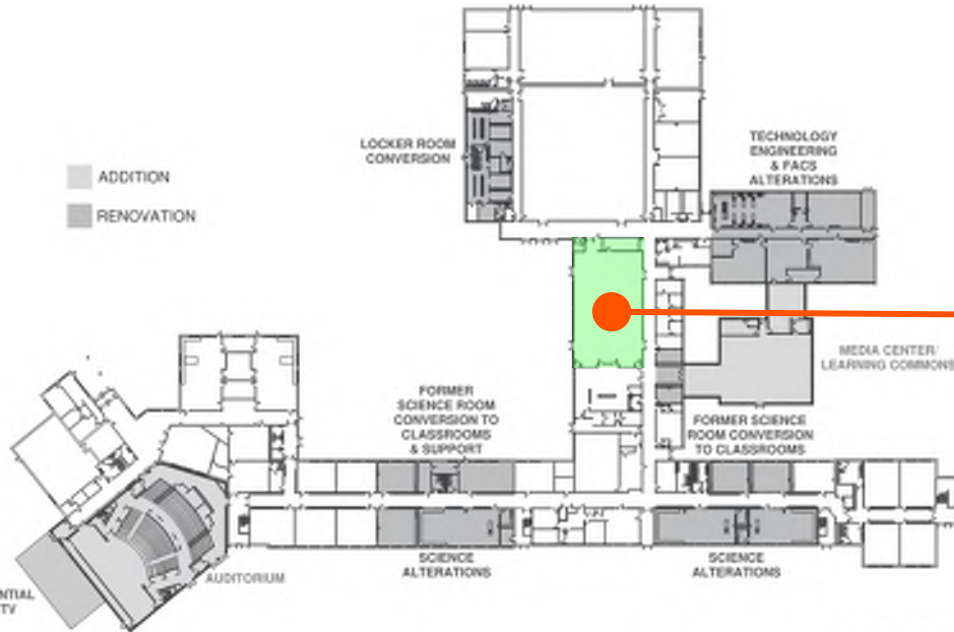 LOCKER ROOM
CONVERSION
TECHNOLOGY
ENGINEERING
& FACS
ALTERATIONS
ADDITION
RENOVATION
MEDIA CENTER/
LEARNING COMMONS
FORMER
SCIENCE ROOM
CONVERSION TO
CLASSROOMS
& SUPPORT
FORMER SCIENCE
ROOM CONVERSION
TO CLASSROOMS
SCIENCE
ALTERATIONS
SCIENCE
ALTERATIONS
AUDITORIUM
NTIAL
TV